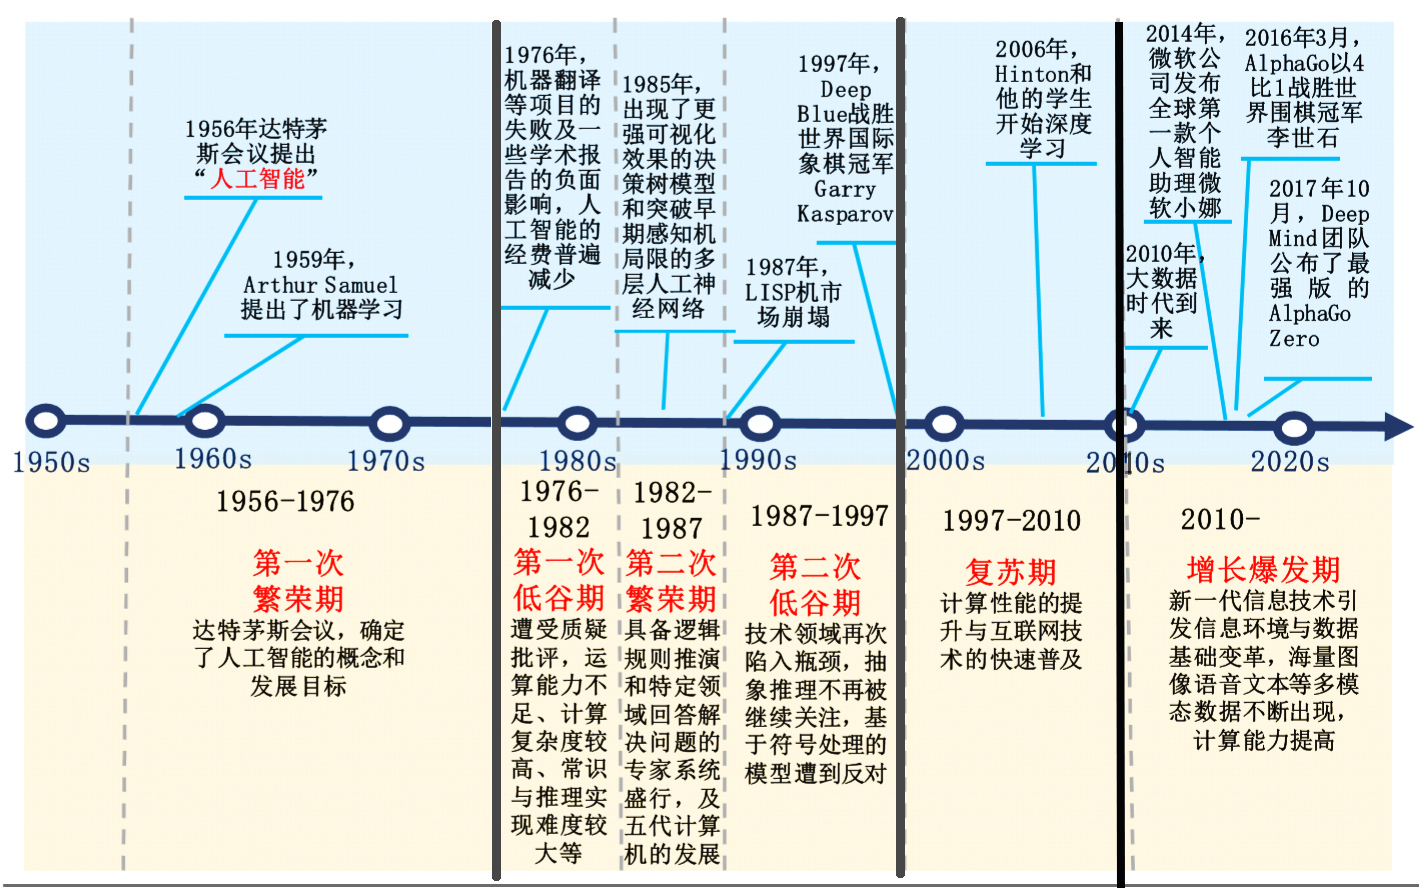 1956年达特茅
斯会议提出
“人工智能”
1959年,
Arthur Samuel
提出了机器学习
1976年,
机器翻译
等项目的
失败及一
些学术报
告的负面
影响，人
工智能的
经费普遍
减少
1985年,
出现了更
强可视化
效果的决
策树模型
和突破早
期感知机
局限的多
层人工神
经网络
1987年,
LISP机市
场崩塌
1997年,
Deep
Blue战胜
世界国际
象棋冠军
Garry
Kasparov
2006年,
Hinton和
他的学生
开始深度
学习
2010年,
大数据
时代到
来
2014年,
微软公
司发布
全球第
一款个
人智能
助理微
软小娜
2016年3月,
AlphaGo以4
比1战胜世
界围棋冠军
李世石
2017年10
月，Deep
Mind团队
公布了最
强版的
AlphaGo
Zero
1950s
1960s
1970s
1980s
1990s
2000s
2010s
2020s
1956-1976
第一次
繁荣期
达特茅斯会议，确定
了人工智能的概念和
发展目标
1976-
1982
第一次
低谷期
遭受质疑
批评，运
算能力不
足、计算
复杂度较
高、常识
与推理实
现难度较
大等
1982-
1987
第二次
繁荣期
具备逻辑
规则推演
和特定领
域回答解
决问题的
专家系统
盛行，及
五代计算
机的发展
1987-1997
第二次
低谷期
技术领域再次
陷入瓶颈，抽
象推理不再被
继续关注，基
于符号处理的
模型遭到反对
1997-2010
复苏期
计算性能的提
升与互联网技
术的快速普及
2010-
增长爆发期
新一代信息技术引
发信息环境与数据
基础变革，海量图
像语音文本等多模
态数据不断出现，
计算能力提高